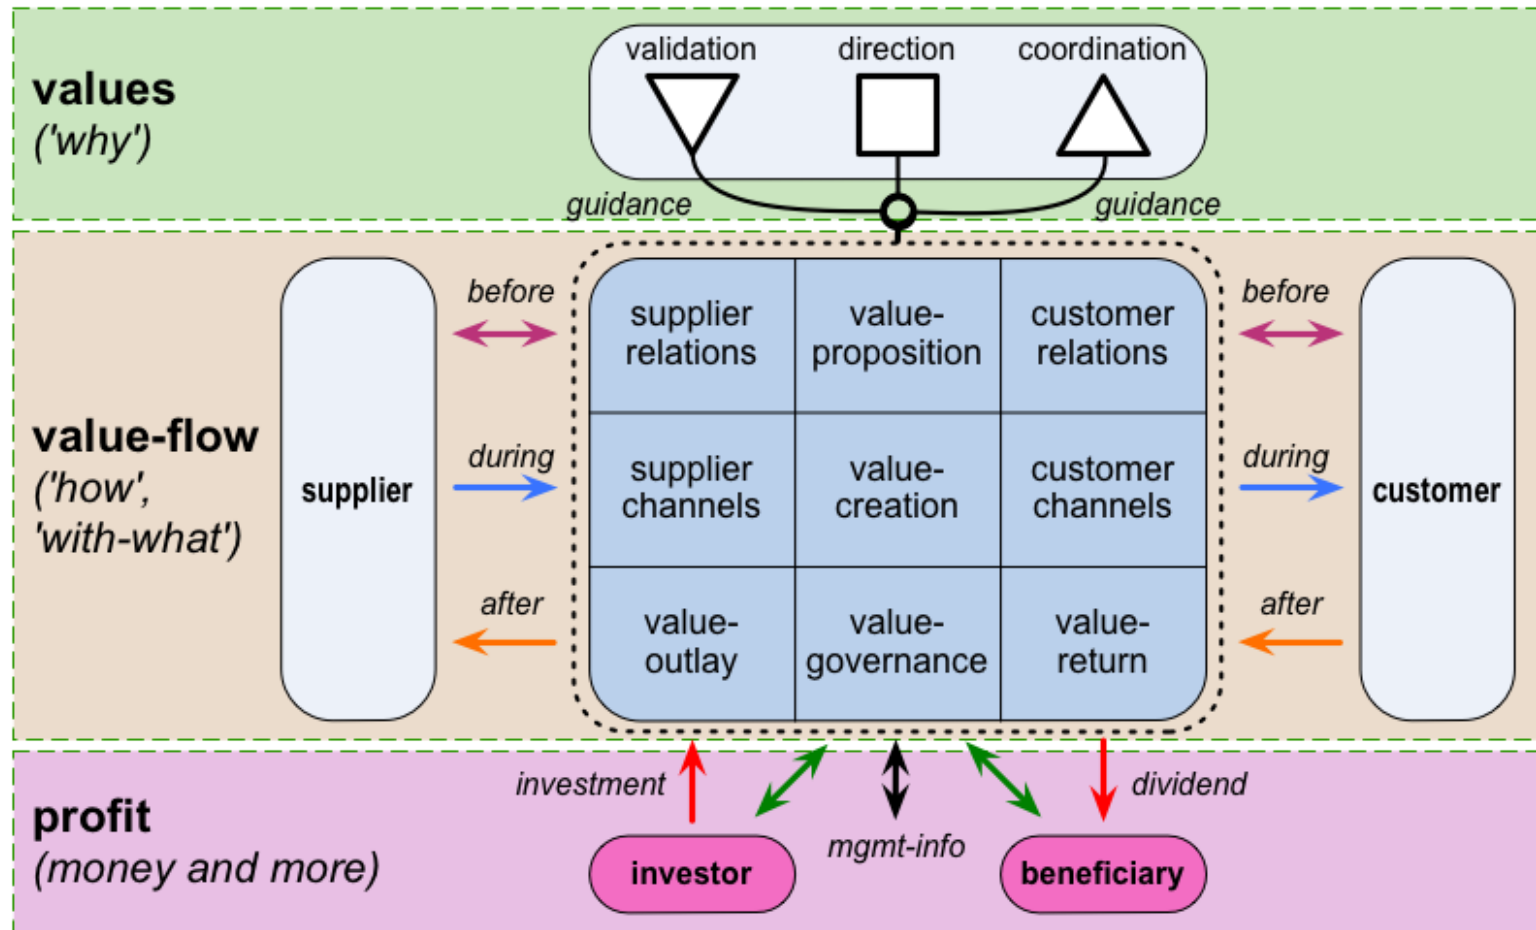 validation
direction
coordination
values
('why')
guidance
guidance
before
before
supplier
relations
value-
proposition
customer
relations
value-flow
('how',
'with-what')
supplier
during
supplier
channels
value-
creation
customer
channels
during
customer
after
value-
outlay
value-
governance
value-
return
after
profit
(money and more)
investment
dividend
mgmt-info
investor
beneficiary